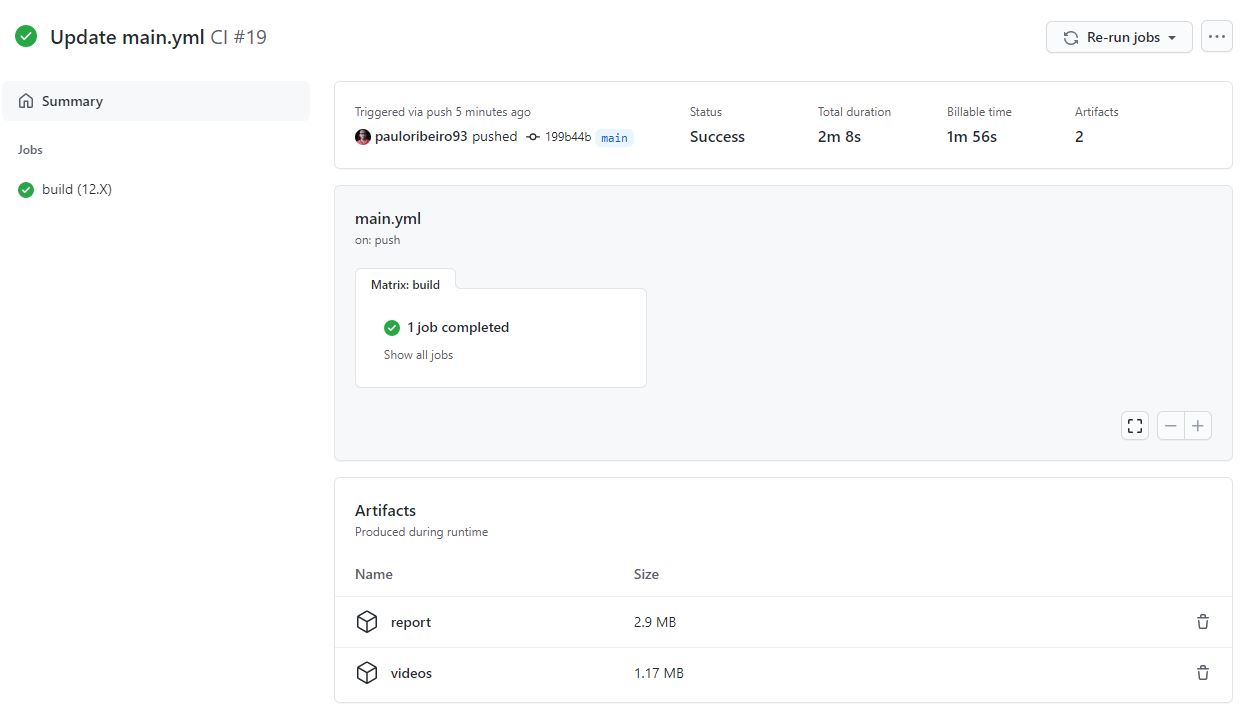 Update main.yml CI #19
Re-run jobs
Summary
Jobs
build (12.X)
Triggered via push 5 minutes ago
pauloribeiro93 pushed 199b44b main
Status
Success
Total duration
2m 8s
Billable time
1m 56s
Artifacts
2
main.yml
on: push
Matrix: build
1 job completed
Show all jobs
Artifacts
Produced during runtime
Name Size
report 2.9 MB
videos 1.17 MB